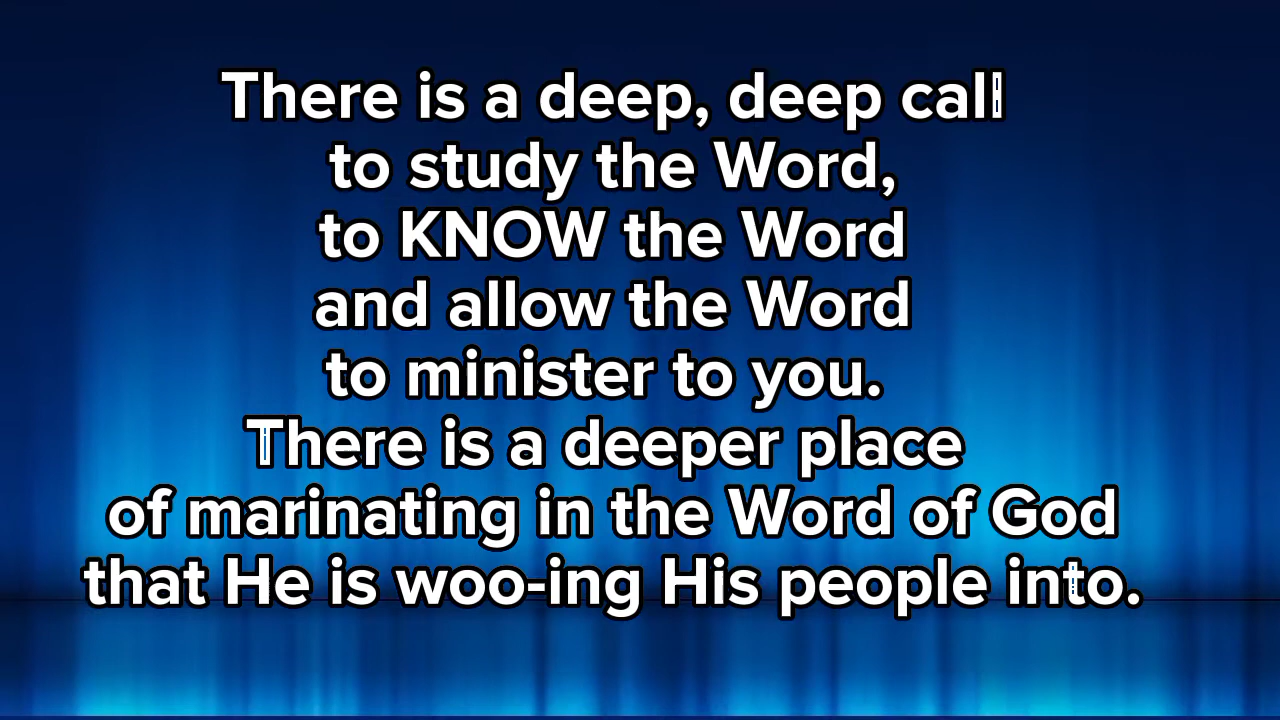 There is a deep, deep call
to study the Word,
to KNOW the Word
and allow the Word
to minister to you.
There is a deeper place
of marinating in the Word of God
that He is woo-ing His people into.